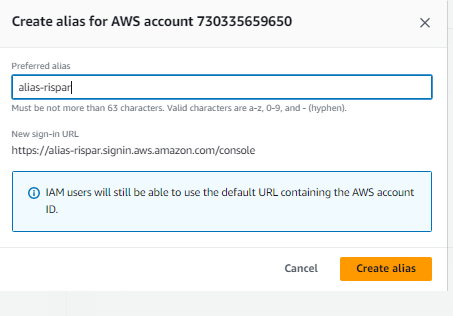 Create alias for AWS account 730335659650
Preferred alias
alias-rispar
Must be not more than 63 characters. Valid characters are a-z, 0-9, and - (hyphen).
New sign-in URL
https://alias-rispar.signin.aws.amazon.com/console
IAM users will still be able to use the default URL containing the AWS account
ID.
Cancel
Create alias